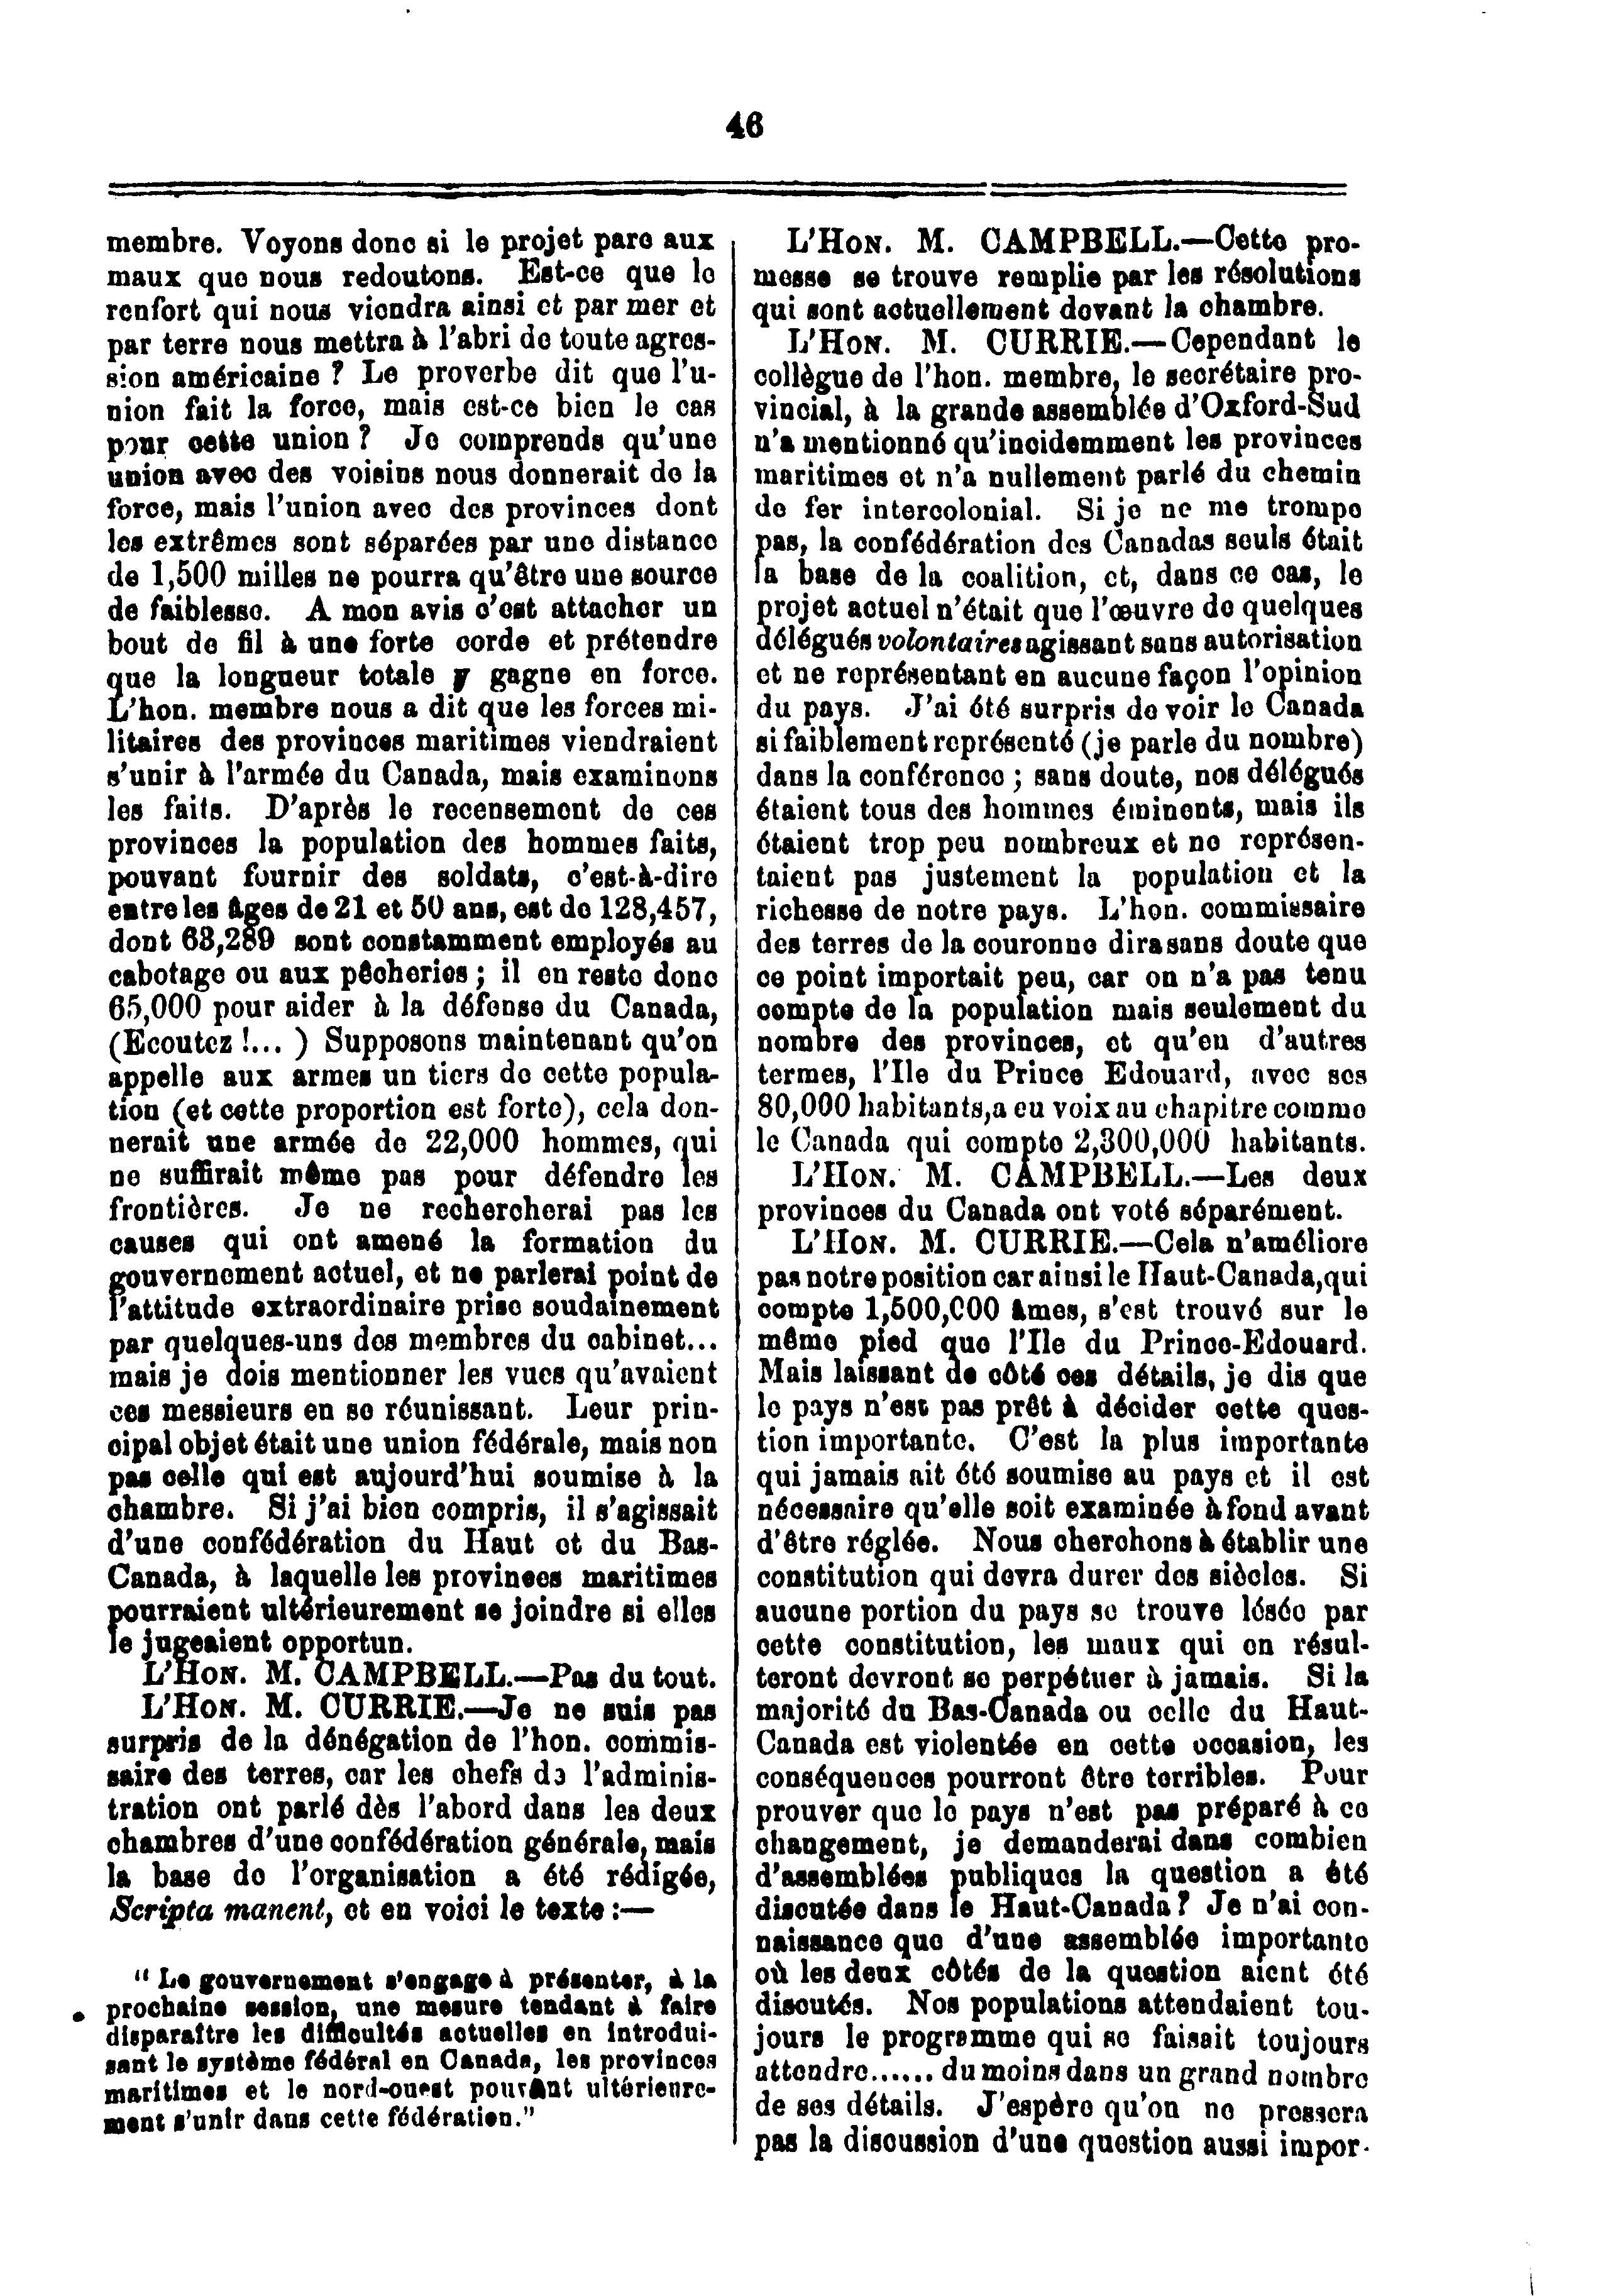 46
membre. Voyons donc si le projet pare aux
maux que nous redoutons. Est-ce que le
renfort qui nous viendra ainsi et par mer et
par terre nous mettra à l'abri de toute agres-
sion américaine ? Le proverbe dit que l'u-
nion fait la force, mais est-ce bien le cas
pour cette union ? Je comprends qu'une
union avec des voisins nous donnerait de la
force, mais l'union avec des provinces dont
les extrêmes sont séparées par une distance
de 1,500 milles ne pourra qu'être une source
de faiblesse. A mon avis c'est attacher un
bout de fil à une forte corde et prétendre
que la longueur totale y gagne en force.
L'hon. membre nous a dit que les forces mi-
litaires des provinces maritimes viendraient
s'unir à l'armée du Canada, mais examinons
les faits. D'après le recensement de ces
provinces la population des hommes faits,
pouvant fournir des soldats, c'est-à-dire
entre les âges de 21 et 50 ans, est de 128,457,
dont 63,289 sont constamment employés au
cabotage ou aux pêcheries ; il en reste donc
65,000 pour aider à la défense du Canada,
(Ecoutez !... ) Supposons maintenant qu'on
appelle aux armes un tiers de cette popula-
tion (et cette proportion est forte), cela don-
nerait une armée de 22,000 hommes, qui
ne suffirait même pas pour défendre les
frontières. Je ne rechercherai pas les
causes qui ont amené la formation du
gouvernement actuel, et ne parlerai point de
l'attitude extraordinaire prise soudainement
par quelques-uns des membres du cabinet...
mais je dois mentionner les vues qu'avaient
ces messieurs en se réunissant. Leur prin-
cipal objet était une union fédérale, mais non
pas celle qui est aujourd'hui soumise à la
chambre. Si j'ai bien compris, il s'agissait
d'une confédération du Haut et du Bas-
Canada, à laquelle les provinces maritimes
pourraient ultérieurement se joindre si elles
le jugeaient opportun.
L'HON. M. CAMPBELL.—Pas du tout.
L'HON. M. CURRIE.—Je ne suis pas
surpris de la dénégation de l'hon. commis-
saire des terres, car les chefs de l'adminis-
tration ont parlé dès l'abord dans les deux
chambres d'une confédération générale, mais
la base de l'organisation a été rédigée,
Scripta manent, et en voici le texte :—
" Le gouvernement s'engage à présenter, à la
prochaine session, une mesure tendant à faire
disparaître les difficultés actuelles en introdui-
sant le système fédéral en Canada, les provinces
maritimes et le nord-ouest pouvant ultérieure-
ment s'unir dans cette fédération."
L'HON. M. CAMPBELL.—Cette pro-
messe se trouve remplie par les résolutions
qui sont actuellement devant la chambre.
L'HON. M. CURRIE.—Cependant le
collègue de l'hon. membre, le secrétaire pro-
vincial, à la grande assemblée d'Oxford-Sud
n'a mentionné qu'incidemment les provinces
maritimes et n'a nullement parlé du chemin
de fer intercolonial. Si je ne me trompe
pas, la confédération des Canadas seuls était
la base de la coalition, et, dans ce cas, le
projet actuel n'était que l'œuvre de quelques
délégués volontaires agissant sans autorisation
et ne représentant en aucune façon l'opinion
du pays. J'ai été surpris de voir le Canada
si faiblement représenté (je parle du nombre)
dans la conférence ; sans doute, nos délégués
étaient tous des hommes éminents, mais ils
étaient trop peu nombreux et ne représen-
taient pas justement la population et la
richesse de notre pays. L'hon. commissaire
des terres de la couronne dira sans doute que
ce point importait peu, car on n'a pas tenu
compte de la population mais seulement du
nombre des provinces, et qu'en d'autres
termes, l'Ile du Prince Edouard, avec ses
80,000 habitants, a eu voix au chapitre comme
le Canada qui compte 2,300,000 habitants.
L'HON. M. CAMPBELL.—Les deux
provinces du Canada ont voté séparément.
L'HON. M. CURRIE.—Cela n'améliore
pas notre position car ainsi le Haut-Canada, qui
compte 1,500,000 âmes, s'est trouvé sur le
même pied que l'Ile du Prince-Edouard.
Mais laissant de côté ces détails, je dis que
le pays n'est pas prêt à décider cette ques-
tion importante. C'est la plus importante
qui jamais ait été soumise au pays et il est
nécessaire qu'elle soit examinée à fond avant
d'être réglée. Nous cherchons à établir une
constitution qui devra durer des siècles. Si
aucune portion du pays se trouve lésée par
cette constitution, les maux qui en résul-
teront devront se perpétuer à jamais. Si la
majorité du Bas-Canada ou celle du Haut-
Canada est violentée en cette occasion, les
conséquences pourront être terribles. Pour
prouver que le pays n'est pas préparé à ce
changement, je demanderai dans combien
d'assemblées publiques la question a été
discutée dans le Haut-Canada ? Je n'ai con-
naissance que d'une assemblée importante
où les deux côtés de la question aient été
discutés. Nos populations attendaient tou-
jours le programme qui se faisait toujours
attendre...... du moins dans un grand nombre
de ses détails. J'espère qu'on ne pressera
pas la discussion d'une question aussi impor-